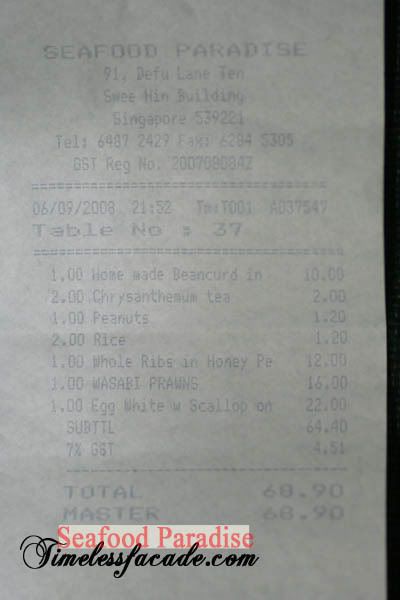 SEAFOOD PARADISE
91, Defu Lane Ten
Swee Hin Building
Singapore 539221
Tel: 6487 2429 Fax: 6284 5305
GST Reg No. 200708084Z
06/09/2008 21:52 Tm:T001 A037547
Table No : 37
1.00 Home made Beancurd in 10.00
2.00 Chrysanthemum tea 2.00
1.00 Peanuts 1.20
2.00 Rice 1.20
1.00 Whole Ribs in Honey Pe 12.00
1.00 WASABI PRAWNS 16.00
1.00 Egg White w Scallop on 22.00
SUBTTL 64.40
7% GST 4.51
TOTAL 68.90
MASTER 68.90
Seafood Paradise
Timelessfacade.com